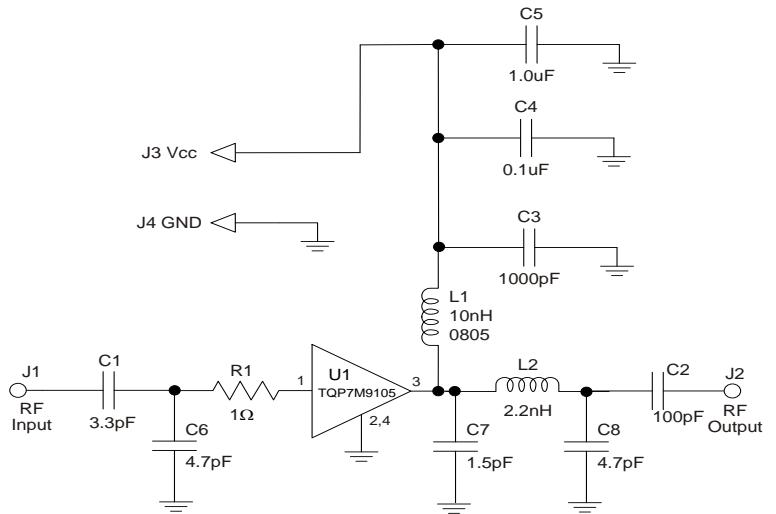 C5
1.0uF
C4
0.1uF
J3 Vcc
C3
1000pF
J4 GND
L1
10nH
0805
J1
RF
Input
C1
3.3pF
R1
1Ω
C6
4.7pF
1
U1
TQP7M9105
3
2,4
L2
2.2nH
C7
1.5pF
C8
4.7pF
C2
100pF
J2
RF
Output